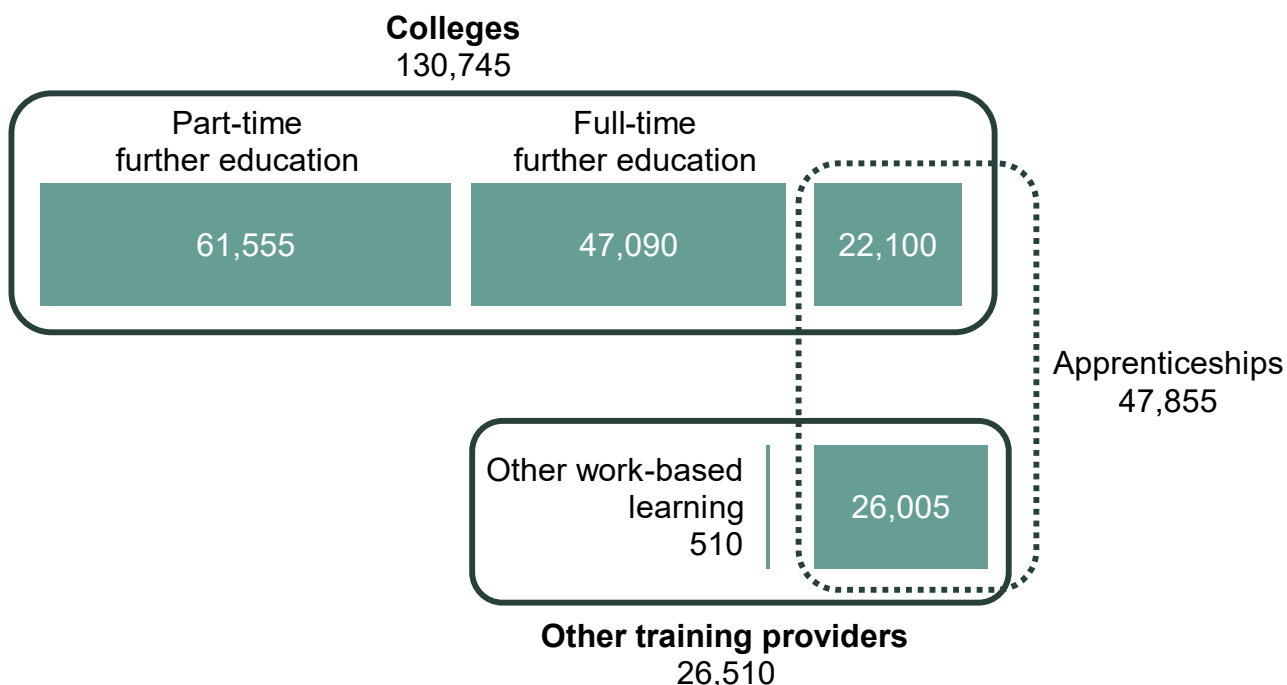 Colleges
130,745
Part-time
further education
Full-time
further education
61,555
47,090
22,100
Apprenticeships
47,855
Other work-based
learning
510
26,005
Other training providers
26,510